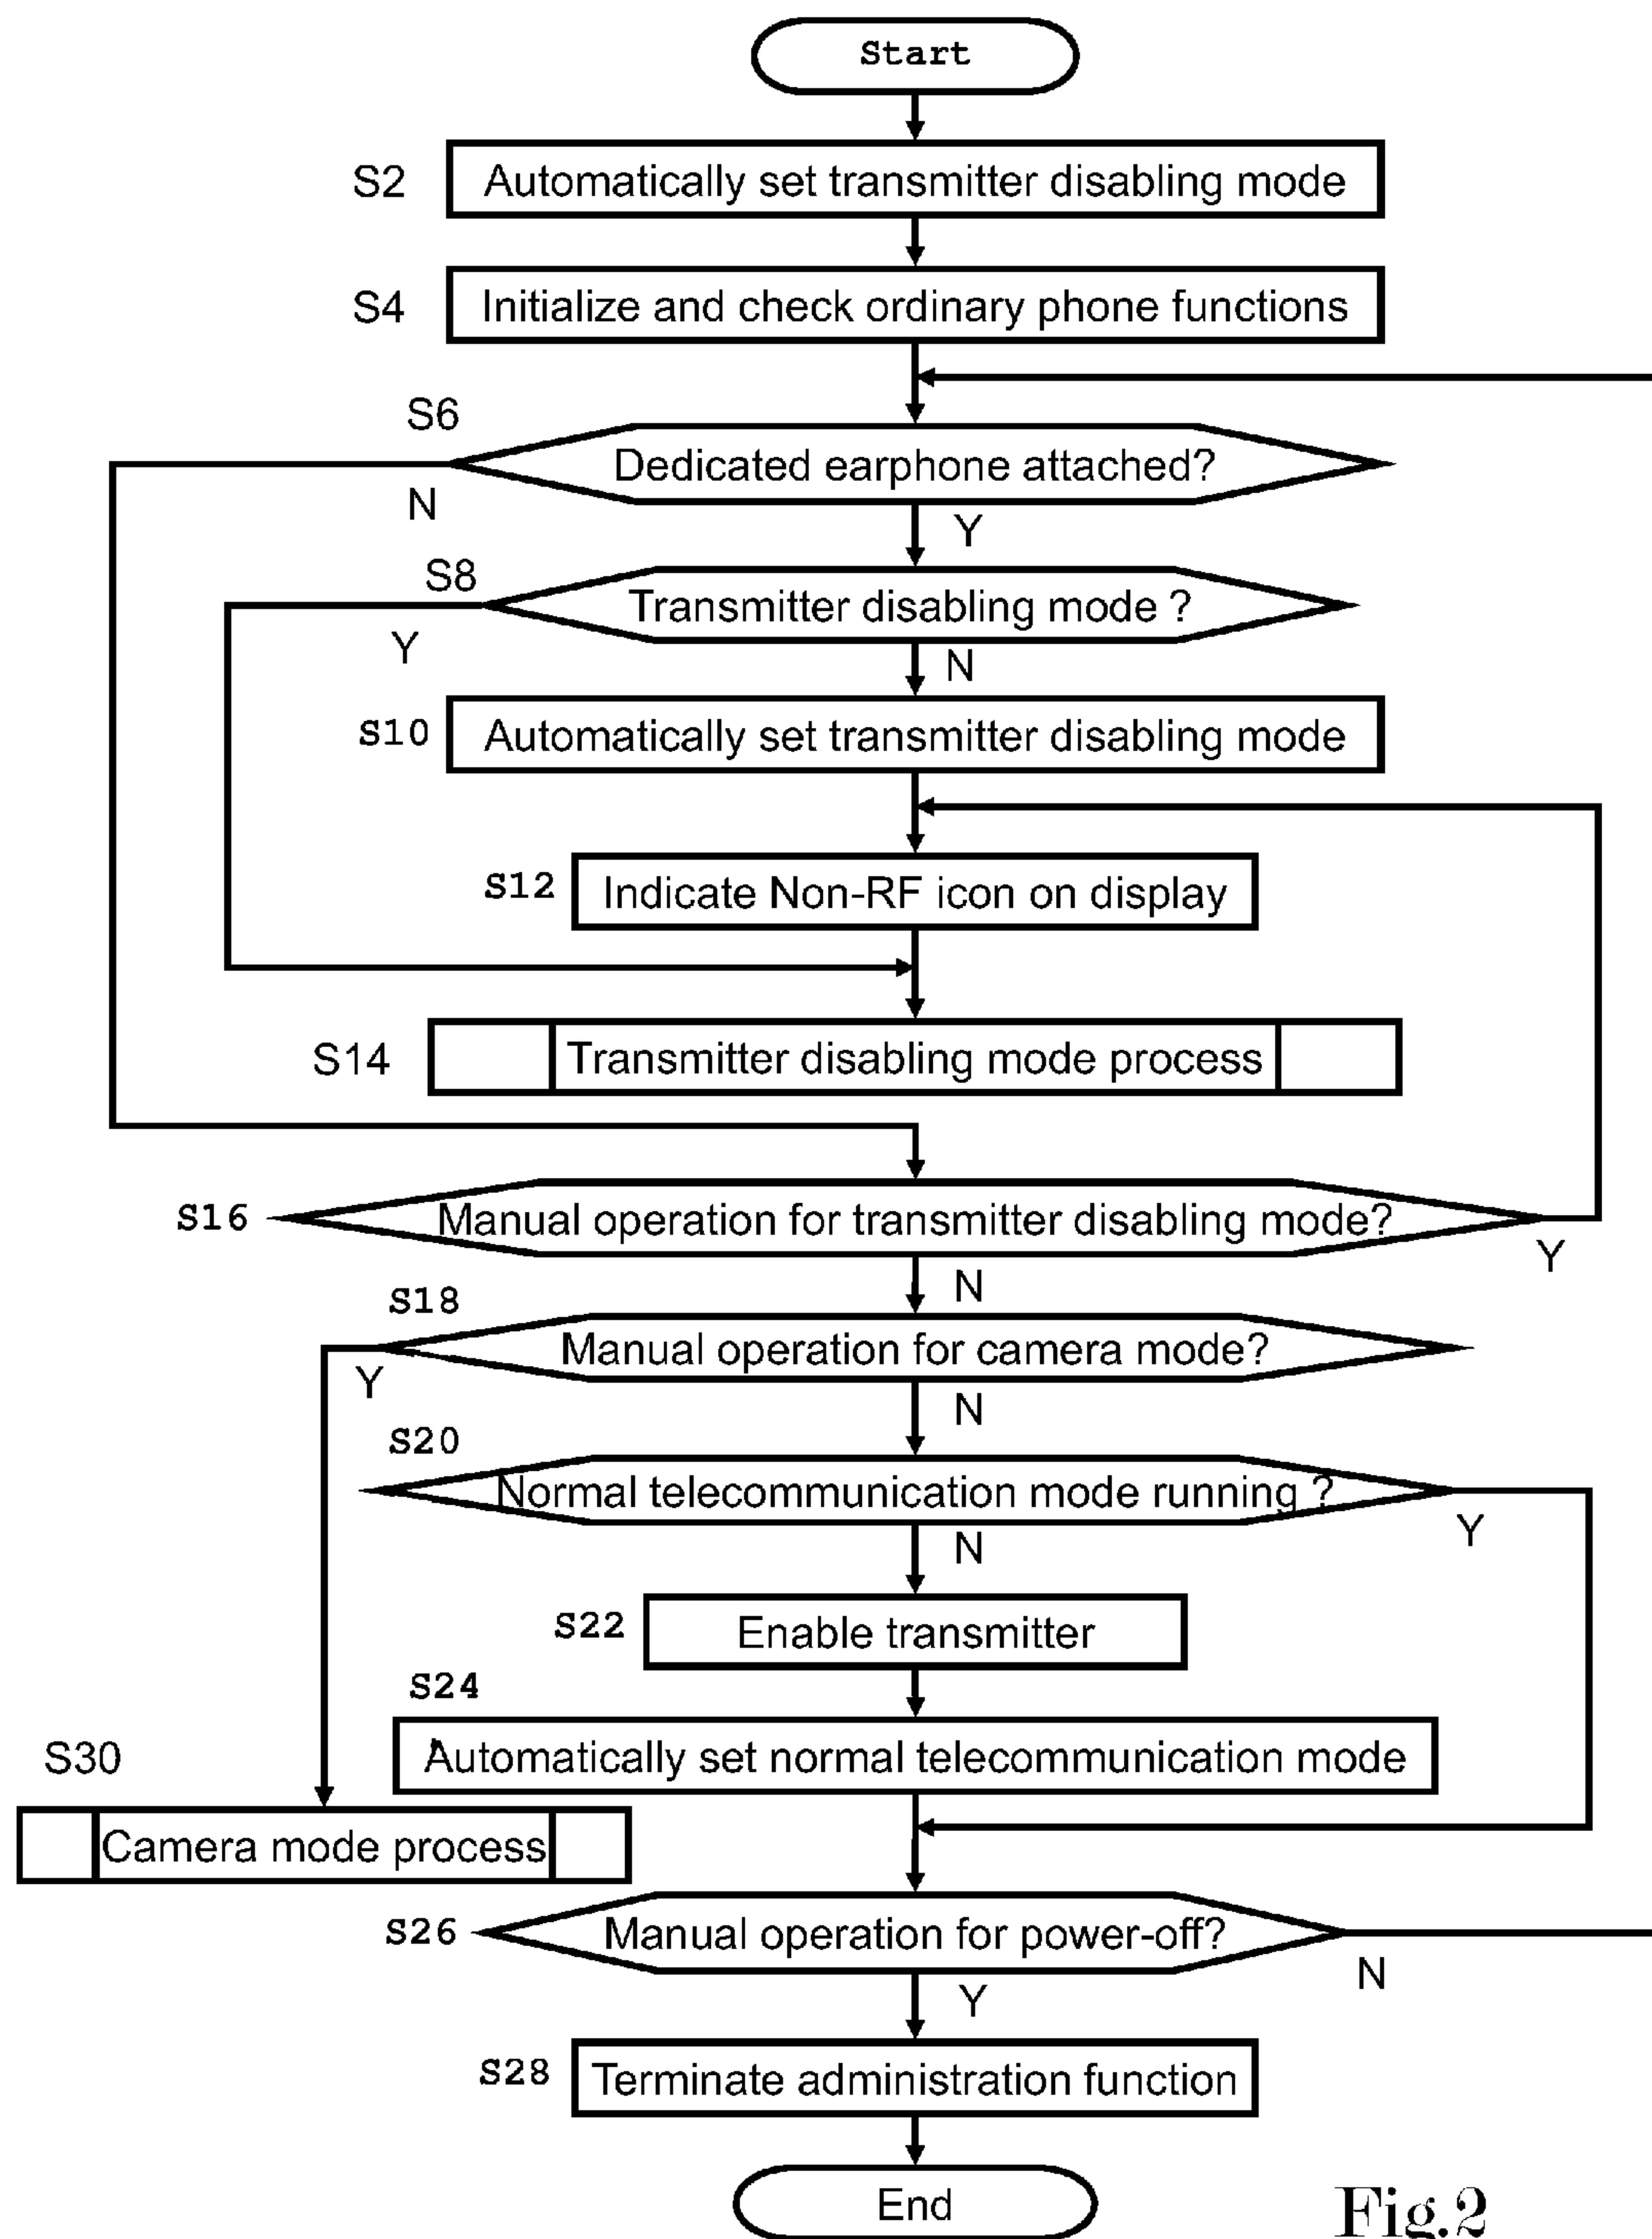 Start
S2 Automatically set transmitter disabling mode
S4 Initialize and check ordinary phone functions
S6
Dedicated earphone attached?
N
Y
S8
Transmitter disabling mode ?
Y
N
S10 Automatically set transmitter disabling mode
S12 Indicate Non-RF icon on display
S14 Transmitter disabling mode process
S16 Manual operation for transmitter disabling mode?
Y
N
S18
Manual operation for camera mode?
Y
N
S20
Normal telecommunication mode running ?
Y
N
S22 Enable transmitter
S24
Automatically set normal telecommunication mode
S30
Camera mode process
S26 Manual operation for power-off?
N
Y
S28 Terminate administration function
End
Fig.2